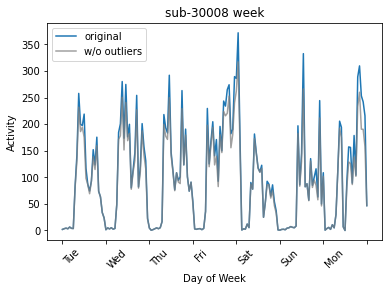 sub-30008 week
original
w/o outliers
Activity
350
300
250
200
150
100
50
0
Tue
Wed
Thu
Fri
Sat
Sun
Mon
Day of Week